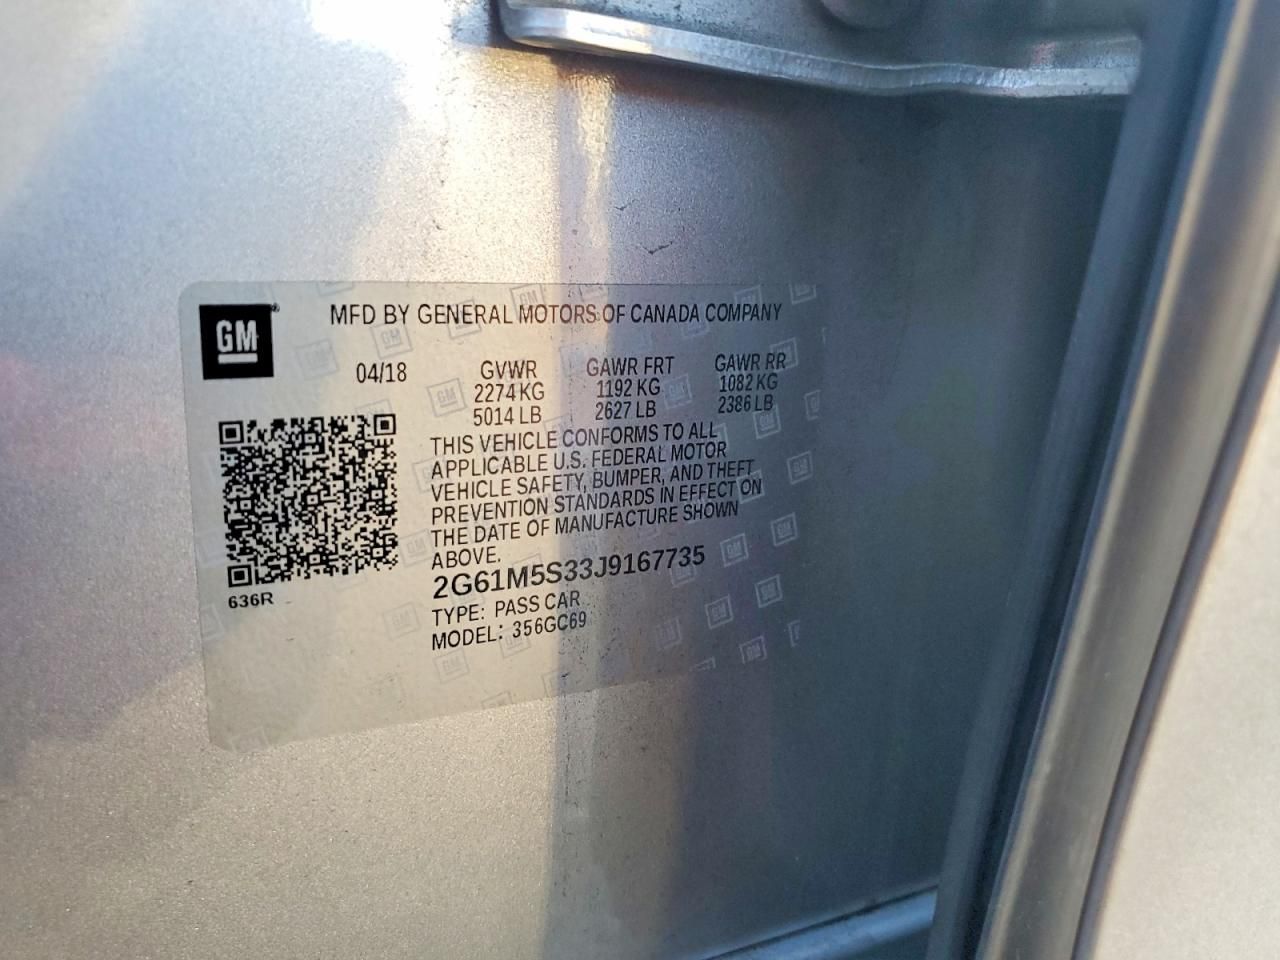 GM
MFD BY GENERAL MOTORS OF CANADA COMPANY
04/18 GVWR GAWR FRT GAWR RR
2274 KG 1192 KG 1082 KG
5014 LB 2627 LB 2386 LB
THIS VEHICLE CONFORMS TO ALL
APPLICABLE U.S. FEDERAL MOTOR
VEHICLE SAFETY, BUMPER, AND THEFT
PREVENTION STANDARDS IN EFFECT ON
THE DATE OF MANUFACTURE SHOWN
ABOVE.
2G61M5S33J9167735
636R
TYPE: PASS CAR
MODEL: 356GC69